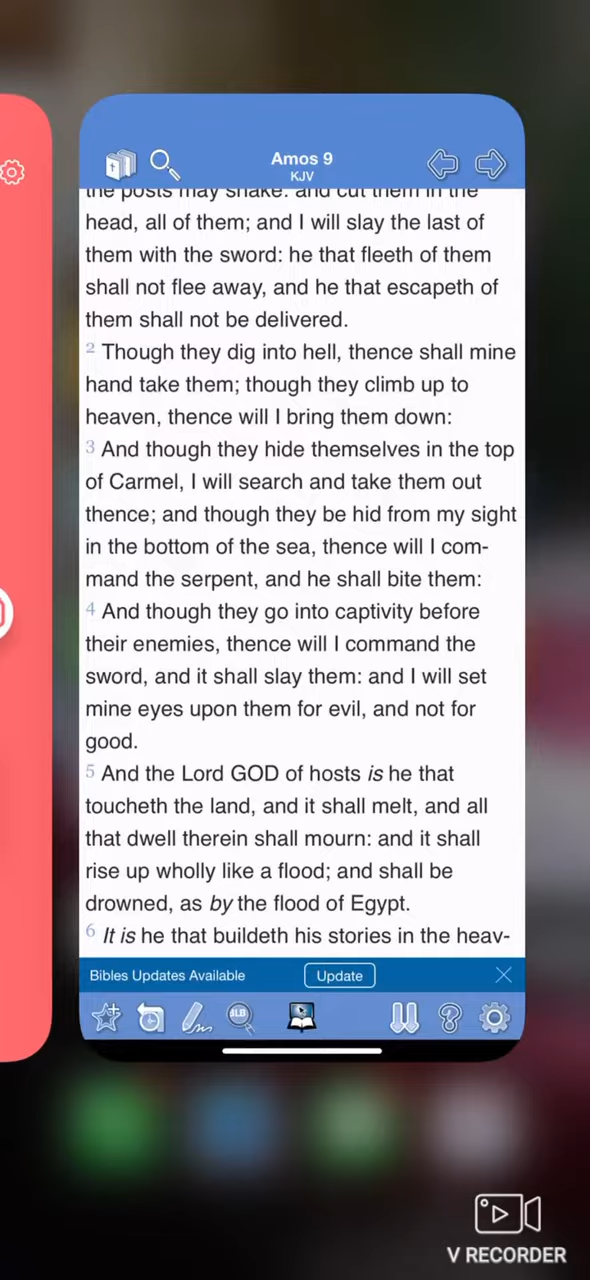 Amos 9
KJV
the posts may shake: and cut them in the
head, all of them; and I will slay the last of
them with the sword: he that fleeth of them
shall not flee away, and he that escapeth of
them shall not be delivered.
2 Though they dig into hell, thence shall mine
hand take them; though they climb up to
heaven, thence will I bring them down:
3 And though they hide themselves in the top
of Carmel, I will search and take them out
thence; and though they be hid from my sight
in the bottom of the sea, thence will I com-
mand the serpent, and he shall bite them:
4 And though they go into captivity before
their enemies, thence will I command the
sword, and it shall slay them: and I will set
mine eyes upon them for evil, and not for
good.
5 And the Lord GOD of hosts is he that
toucheth the land, and it shall melt, and all
that dwell therein shall mourn: and it shall
rise up wholly like a flood; and shall be
drowned, as by the flood of Egypt.
6 It is he that buildeth his stories in the heav-
Bibles Updates Available Update
BLB
V RECORDER